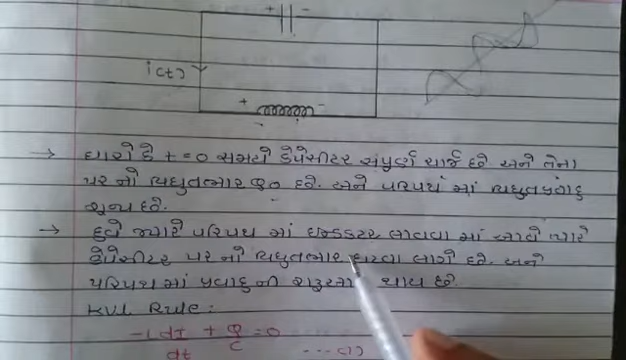 + -
i(t)
+ -
→ ધારો કે t=0 સમયે કેપેસીટર સંપૂર્ણ ચાર્જ છે અને તેના
પર નો વિદ્યુતભાર q0 છે. અને પરિપથ માં વિદ્યુતપ્રવાહ
શૂન્ય છે.
→ હવે જ્યારે પરિપથ માં ઇન્ડક્ટર લાવવા માં આવે ત્યારે
કેપેસીટર પર નો વિદ્યુતભાર ઘટવા લાગે છે. અને
પરિપથ માં પ્રવાહ ની શરૂઆત થાય છે.
KVL Rule:
-LdI/dt + q/C = 0
...(1)